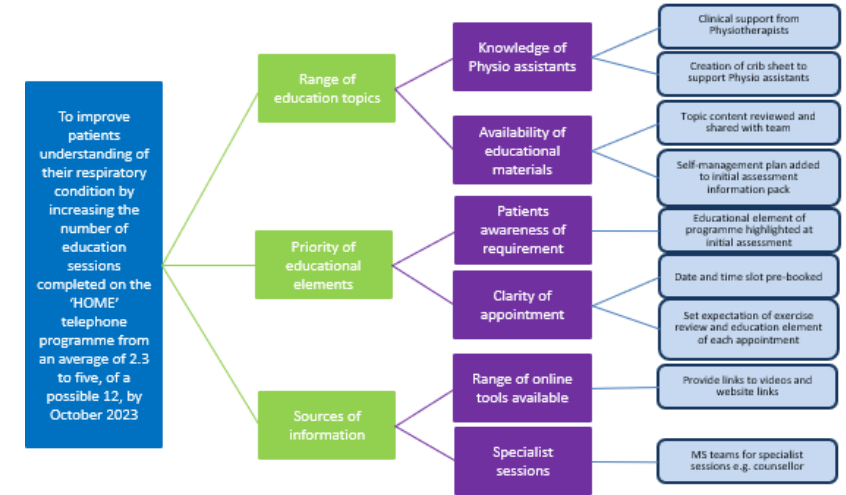 To improve
patients
understanding of
their respiratory
condition by
increasing the
number of
education
sessions
completed on the
‘HOME’
telephone
programme from
an average of 2.3
to five, of a
possible 12, by
October 2023
Range of
education topics
Priority of
educational
elements
Sources of
information
Knowledge of
Physio assistants
Availability of
educational
materials
Patients
awareness of
requirement
Clarity of
appointment
Range of online
tools available
Specialist
sessions
Clinical support from
Physiotherapists
Creation of crib sheet to
support Physio assistants
Topic content reviewed and
shared with team
Self-management plan added
to initial assessment
information pack
Educational element of
programme highlighted at
initial assessment
Date and time slot pre-booked
Set expectation of exercise
review and education element
of each appointment
Provide links to videos and
website links
MS teams for specialist
sessions e.g. counsellor